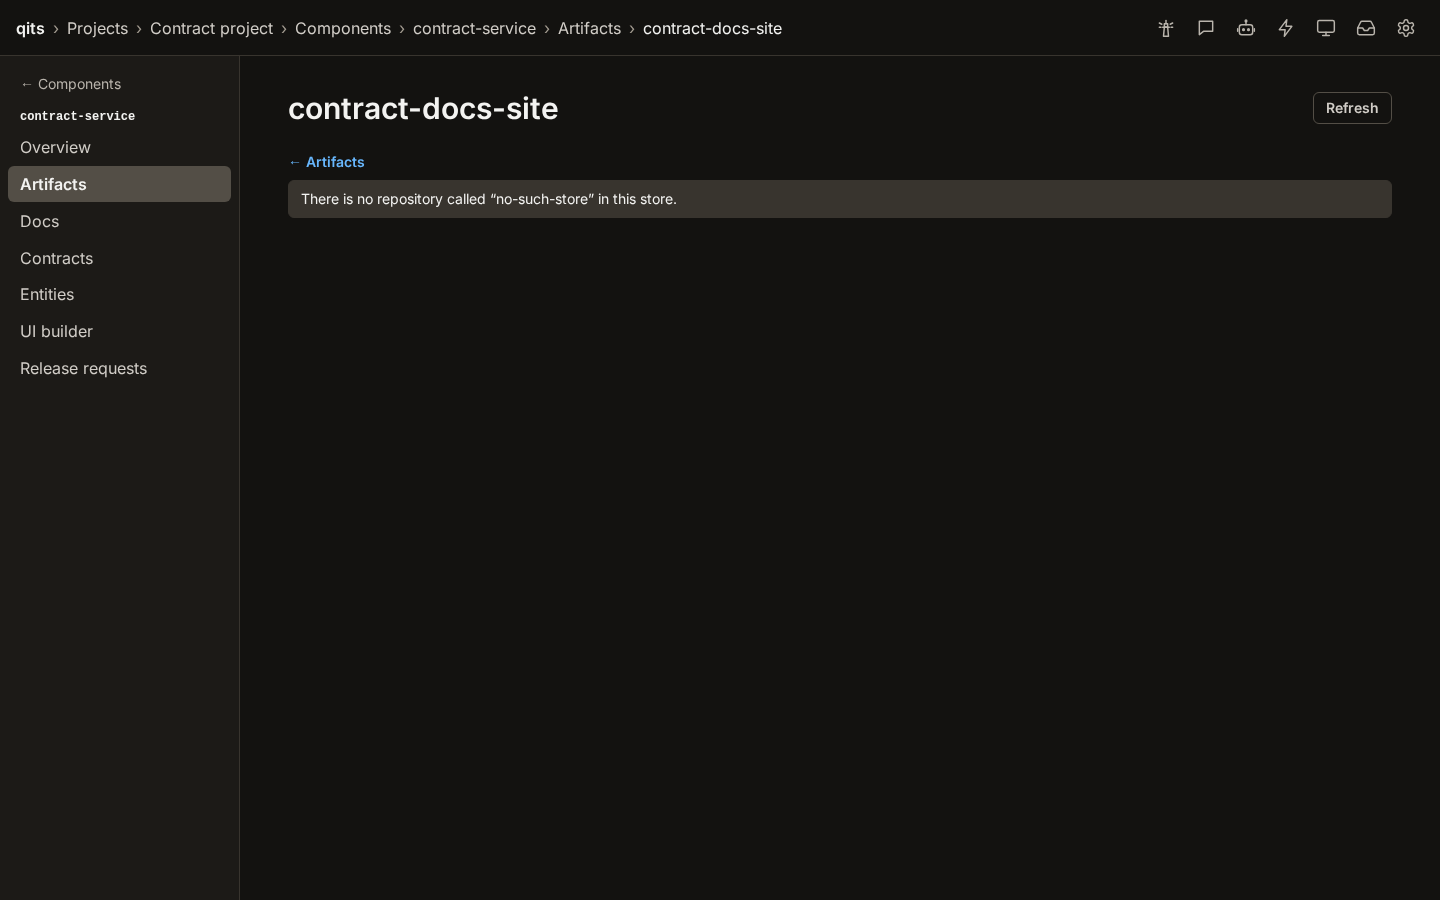 qits › Projects › Contract project › Components › contract-service › Artifacts › contract-docs-site
← Components
contract-service
Overview
Artifacts
Docs
Contracts
Entities
UI builder
Release requests
contract-docs-site
Refresh
← Artifacts
There is no repository called “no-such-store” in this store.